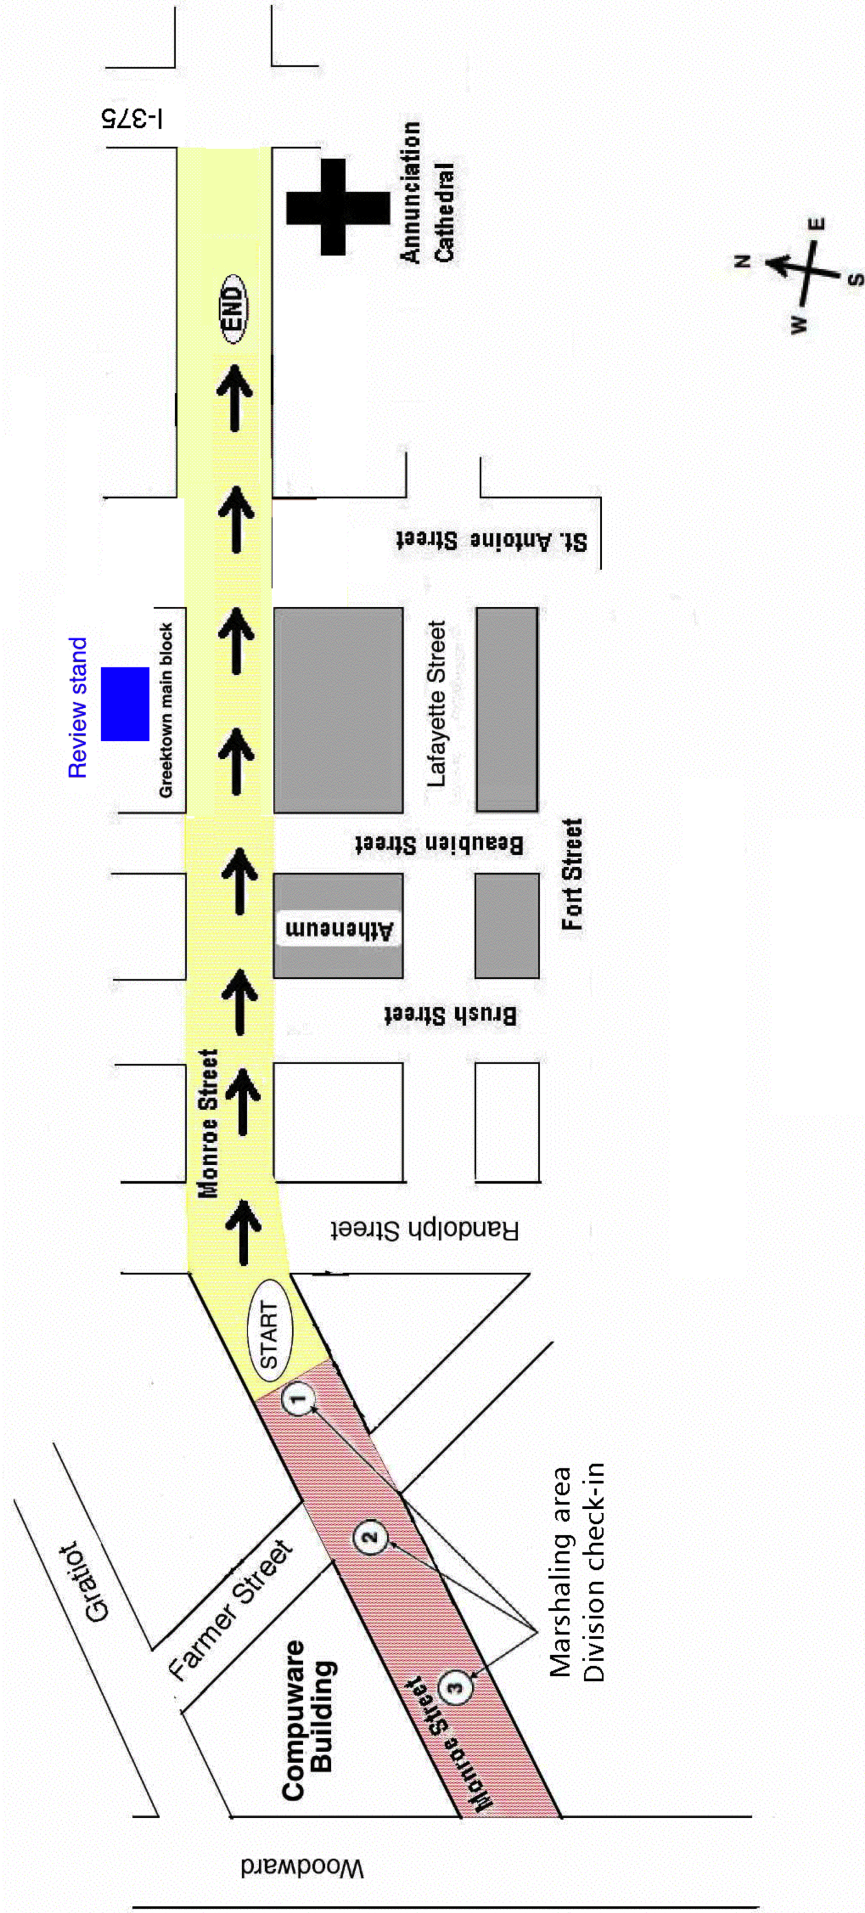 I-375
Annunciation
Cathedral
END
N
E
S
W
St. Antoine Street
Review stand
Greektown main block
Lafayette Street
Beaubien Street
Fort Street
Atheneum
Brush Street
Monroe Street
Randolph Street
START
1
2
3
Marshaling area
Division check-in
Gratiot
Farmer Street
Compuware
Building
Monroe Street
Woodward